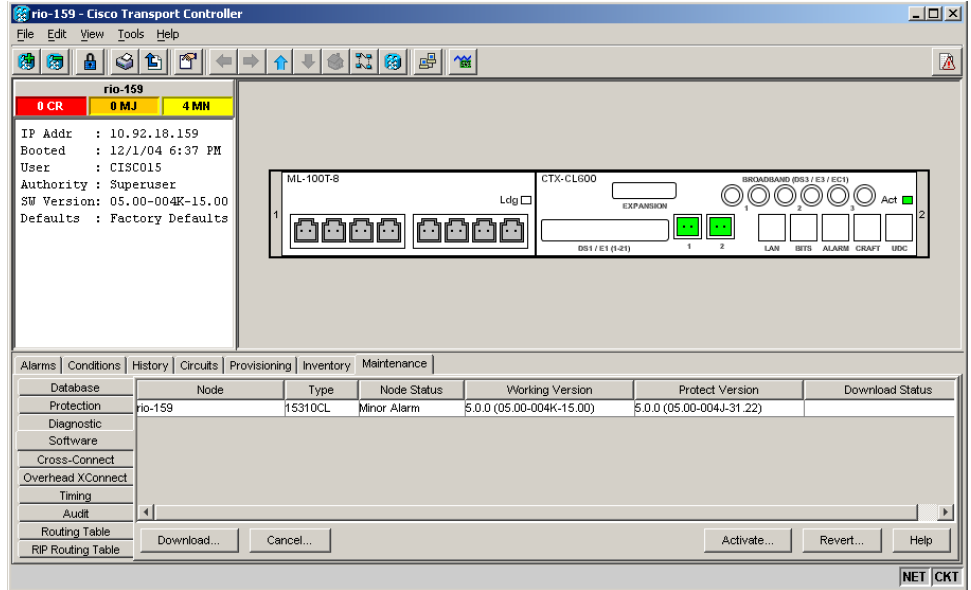 rio-159 - Cisco Transport Controller
File Edit View Tools Help
rio-159
0 CR 0 MJ 4 MN
IP Addr : 10.92.18.159
Booted : 12/1/04 6:37 PM
User : CISCO15
Authority : Superuser
SW Version: 05.00-004K-15.00
Defaults : Factory Defaults
ML-100T-8
Ldg
1
CTX-CL600
EXPANSION
BROADBAND (DS3 / E3 / EC1)
Act
1 2 3
2
DS1 / E1 (1-21)
1 2
LAN BITS ALARM CRAFT UDC
Alarms Conditions History Circuits Provisioning Inventory Maintenance
Database
Protection
Diagnostic
Software
Cross-Connect
Overhead XConnect
Timing
Audit
Routing Table
RIP Routing Table
Node Type Node Status Working Version Protect Version Download Status
rio-159 15310CL Minor Alarm 5.0.0 (05.00-004K-15.00) 5.0.0 (05.00-004J-31.22)
Download... Cancel... Activate... Revert... Help
NET CKT